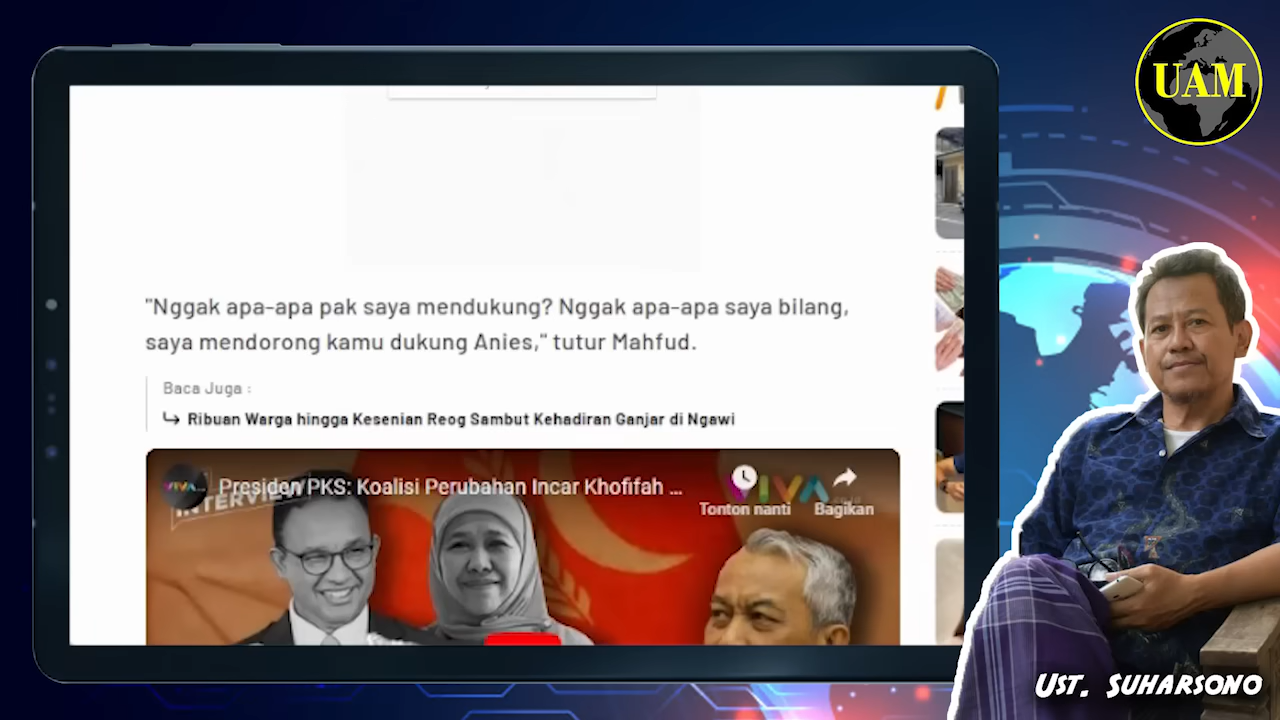 UAM
"Nggak apa-apa pak saya mendukung? Nggak apa-apa saya bilang,
saya mendorong kamu dukung Anies," tutur Mahfud.
Baca Juga :
Ribuan Warga hingga Kesenian Reog Sambut Kehadiran Ganjar di Ngawi
Presiden PKS: Koalisi Perubahan Incar Khofifah ...
INTERVIEW
VIVA
Tonton nanti
Bagikan
UST. SUHARSONO